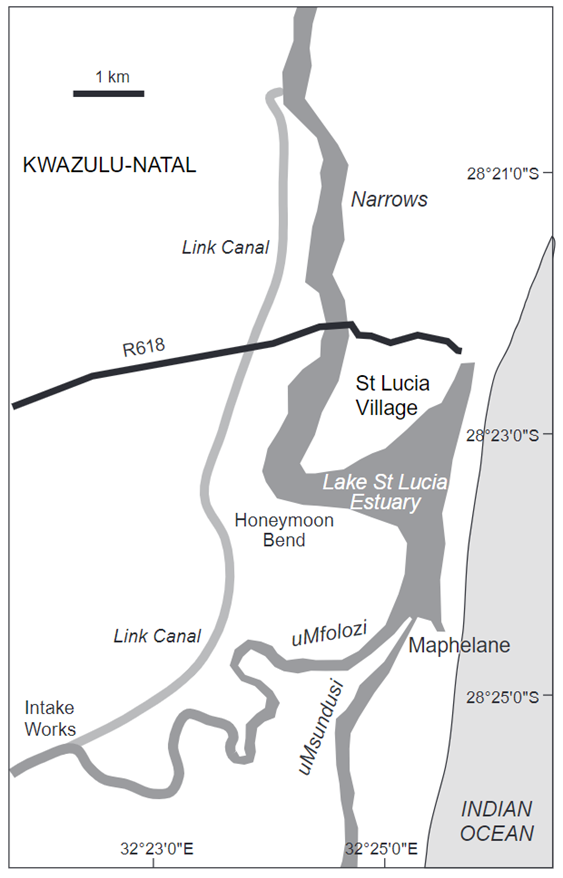 1 km
KWAZULU-NATAL
28°21'0"S
Narrows
Link Canal
R618
St Lucia
Village
28°23'0"S
Lake St Lucia
Estuary
Honeymoon
Bend
uMfolozi
Link Canal
Maphelane
uMsundusi
28°25'0"S
Intake
Works
INDIAN
OCEAN
32°23'0"E
32°25'0"E